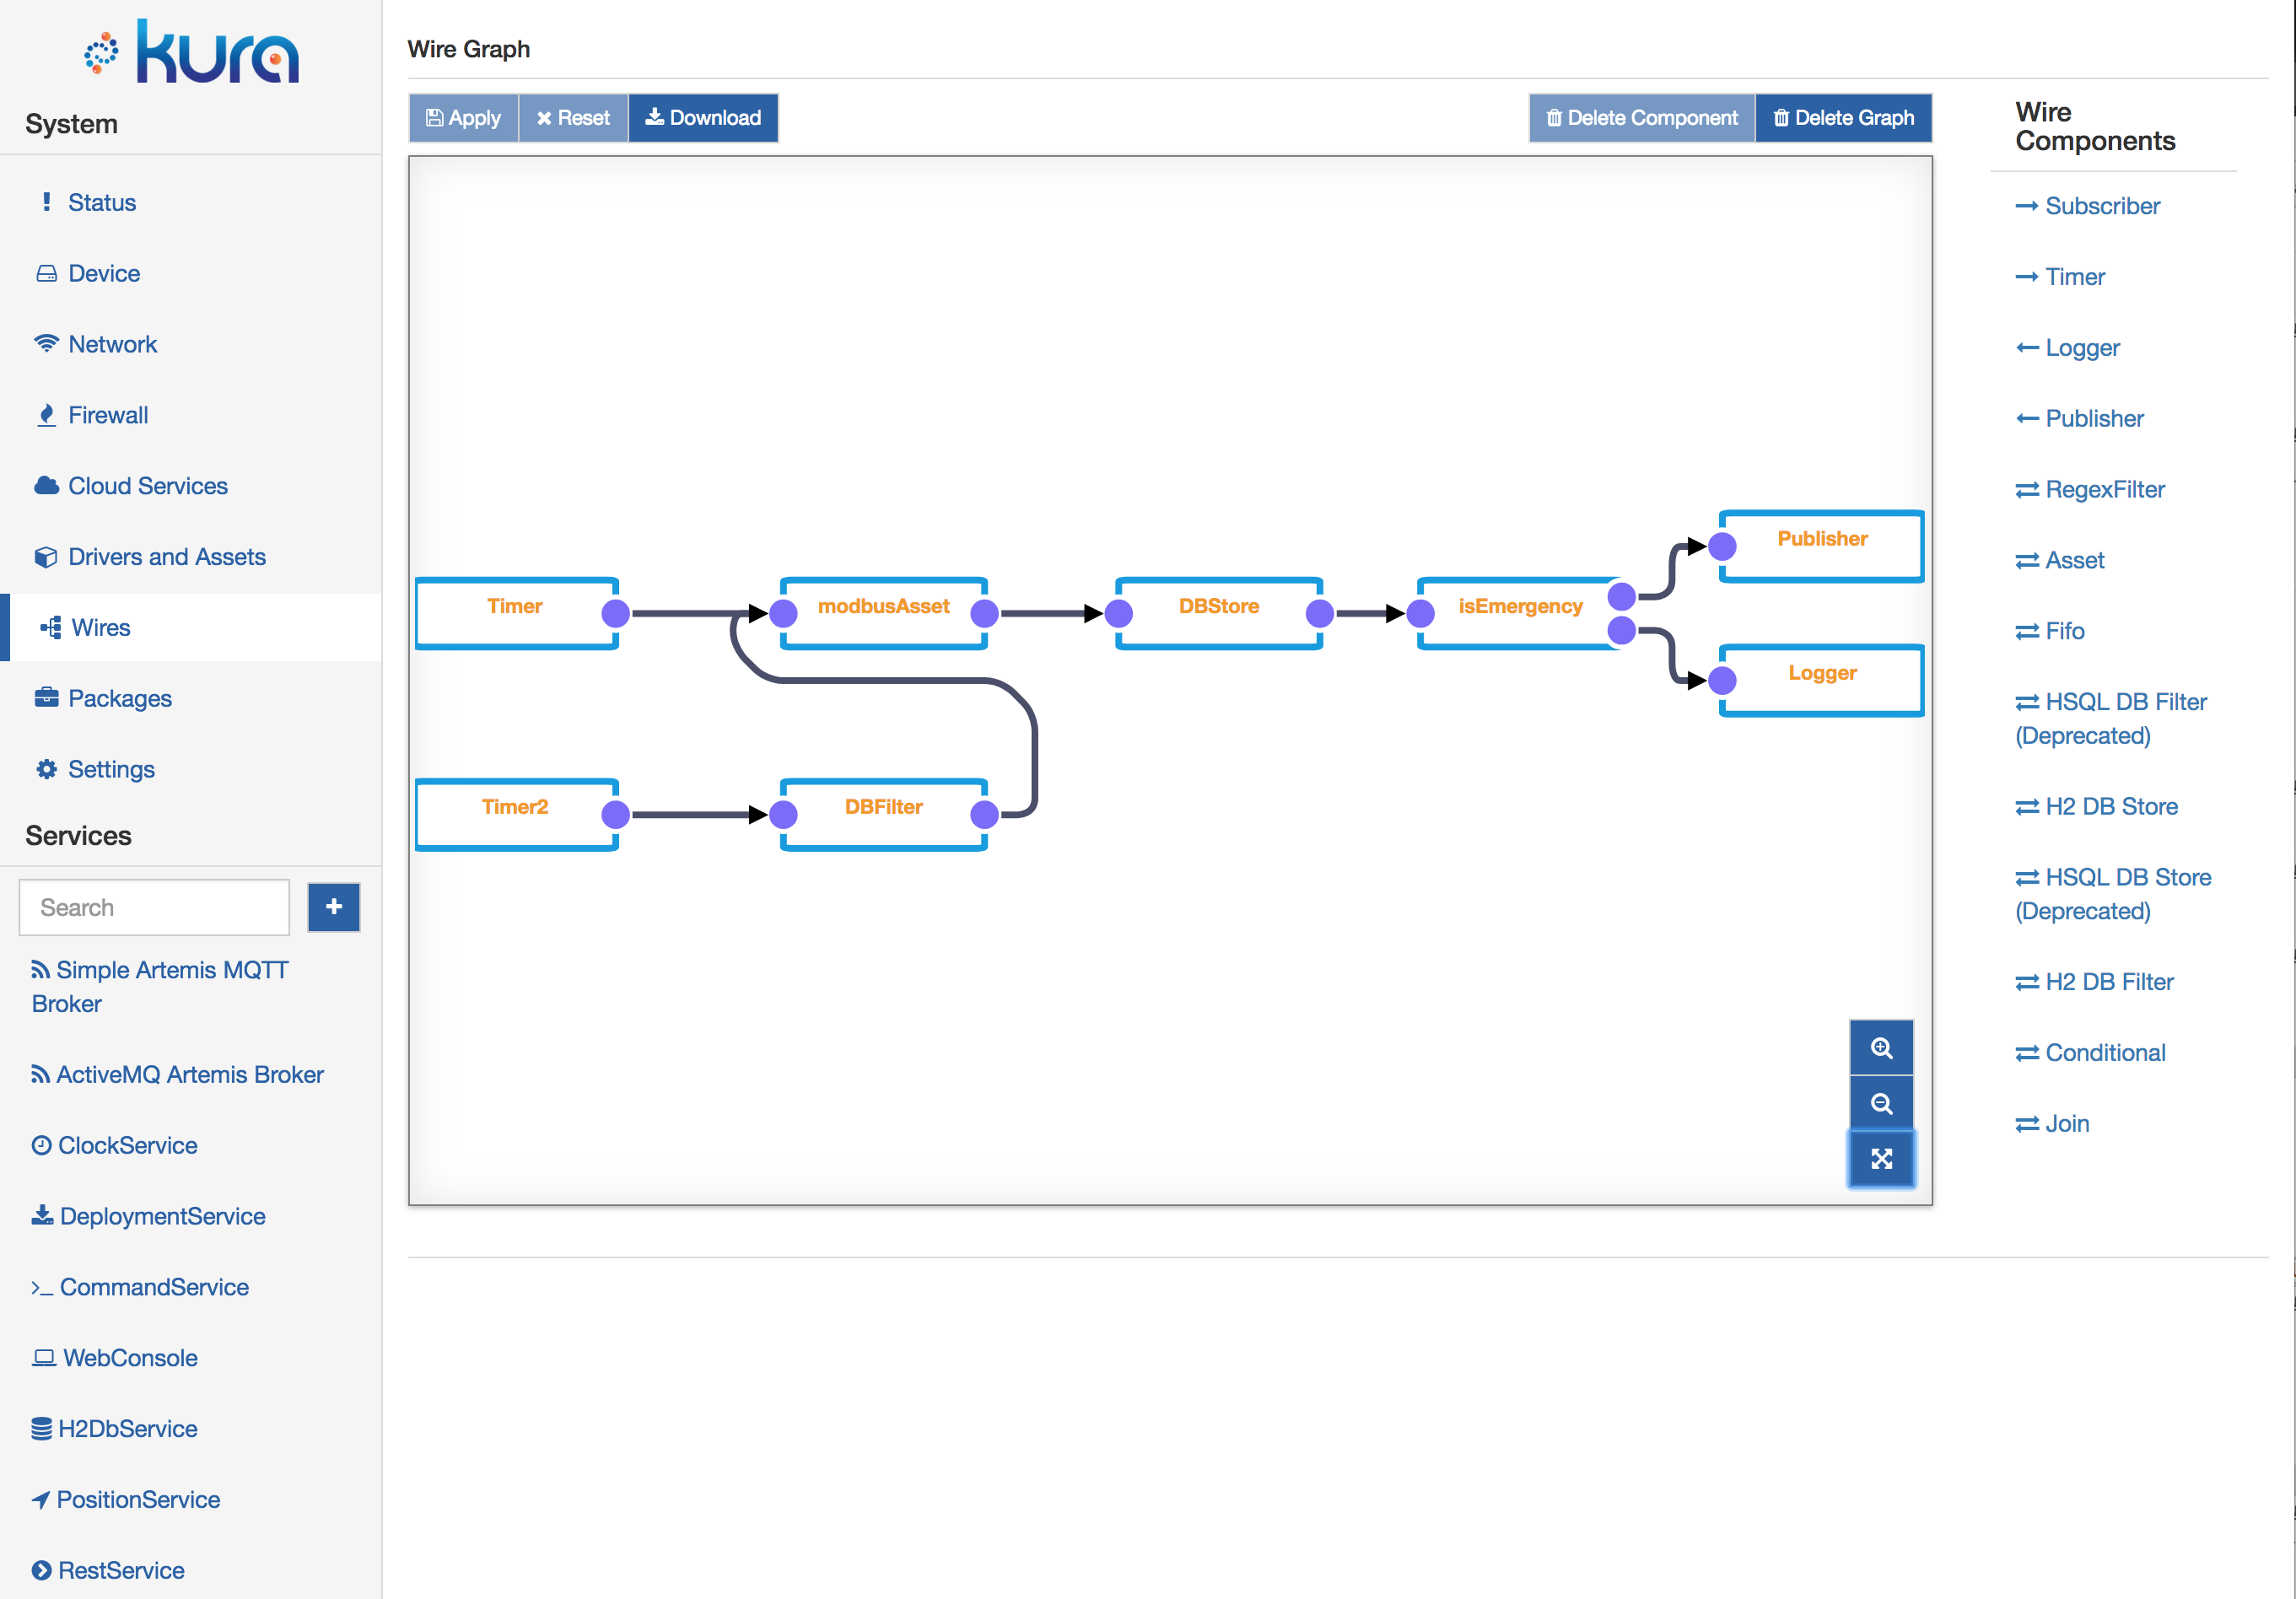 kura
System
Status
Device
Network
Firewall
Cloud Services
Drivers and Assets
Wires
Packages
Settings
Services
Search
Simple Artemis MQTT
Broker
ActiveMQ Artemis Broker
ClockService
DeploymentService
CommandService
WebConsole
H2DbService
PositionService
RestService
Wire Graph
Apply
Reset
Download
Delete Component
Delete Graph
Timer
modbusAsset
DBStore
isEmergency
Publisher
Logger
Timer2
DBFilter
Wire
Components
Subscriber
Timer
Logger
Publisher
RegexFilter
Asset
Fifo
HSQL DB Filter
(Deprecated)
H2 DB Store
HSQL DB Store
(Deprecated)
H2 DB Filter
Conditional
Join